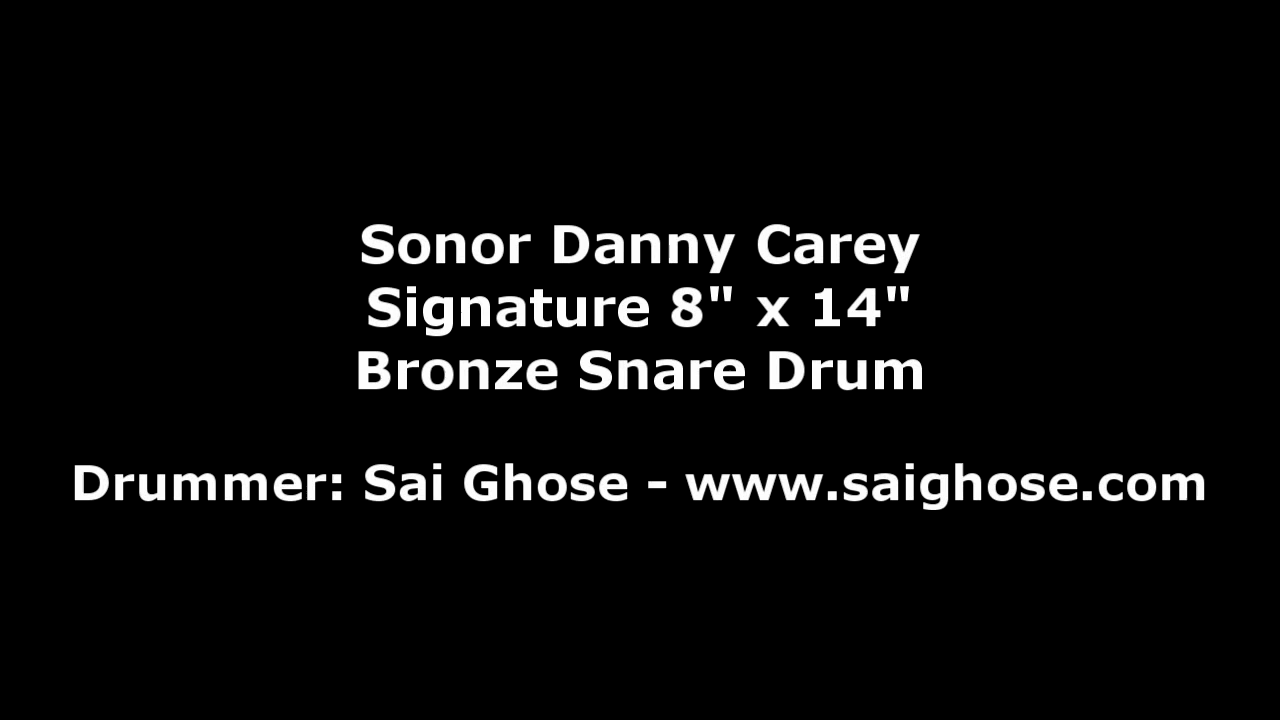 Sonor Danny Carey
Signature 8" x 14"
Bronze Snare Drum
Drummer: Sai Ghose - www.saighose.com